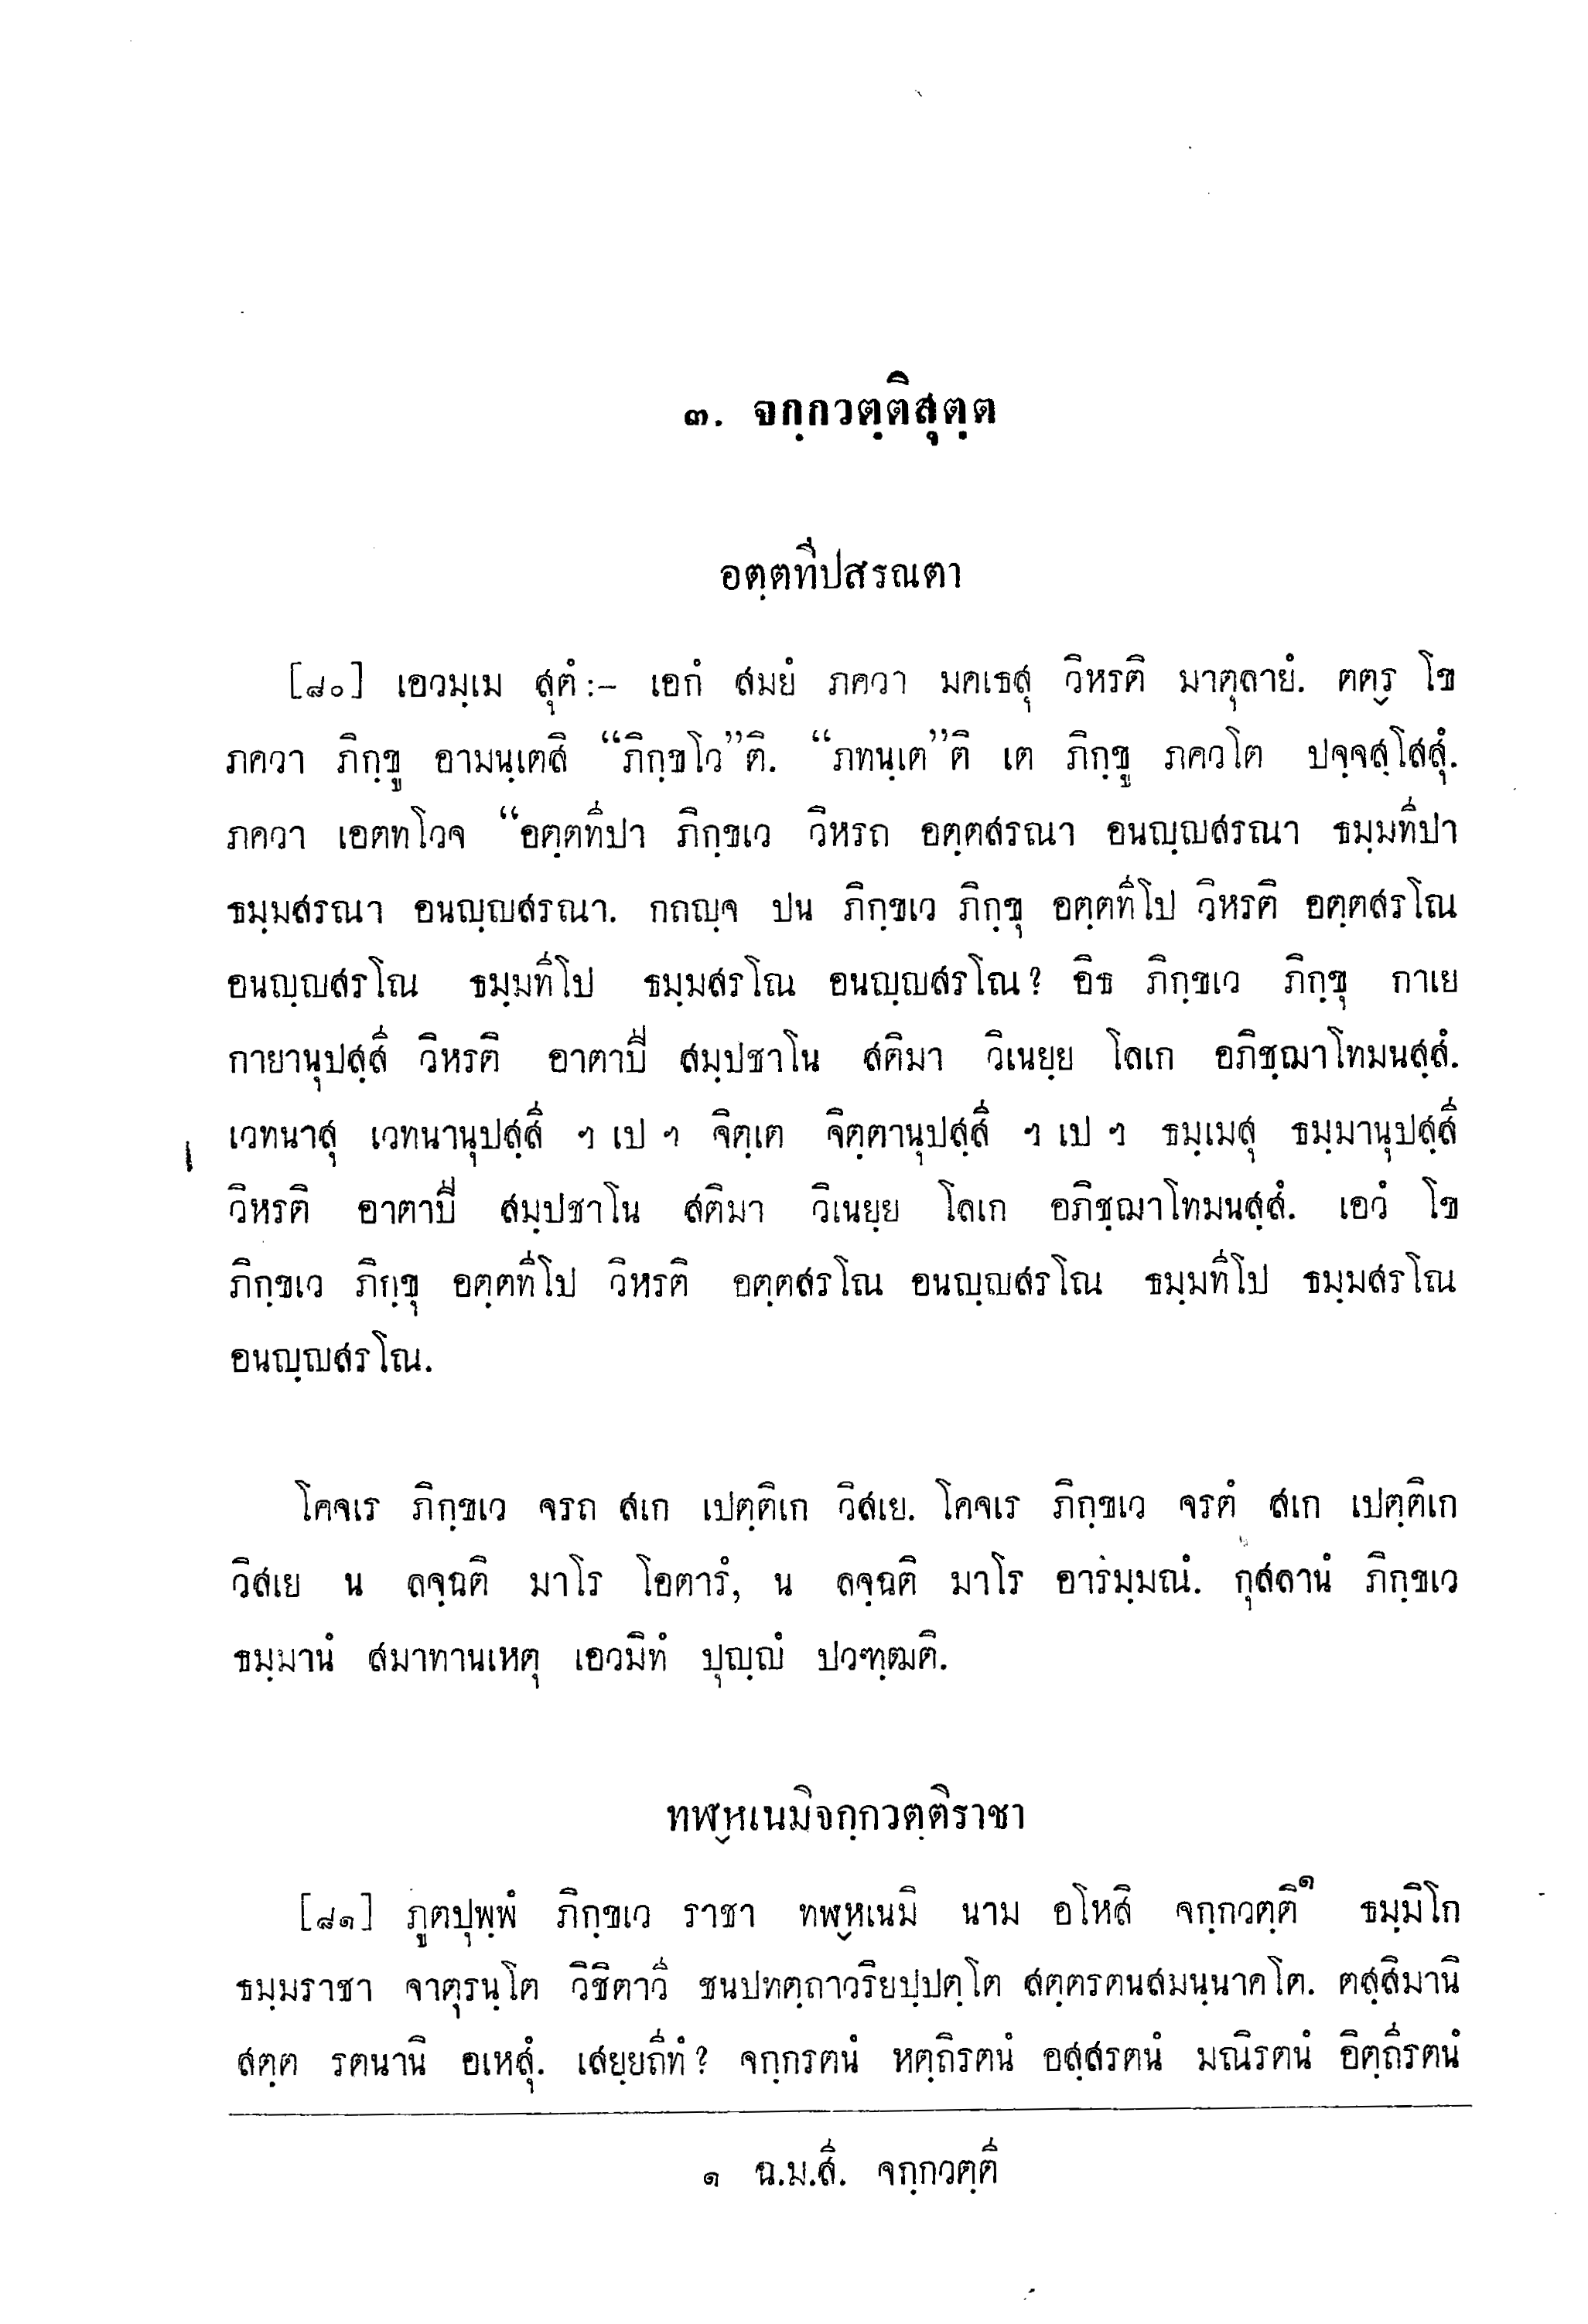 ๓. จกฺกวตฺติสุตฺต
อตฺตทีปสรณตา
[๘๐] เอวมฺเม สุตํ:– เอกํ สมยํ ภควา มคเธสุ วิหรติ มาตุลายํ. ตตฺร โข
ภควา ภิกฺขู อามนฺเตสิ “ภิกฺขโว”ติ. “ภทนฺเต”ติ เต ภิกฺขู ภควโต ปจฺจสฺโสสุํ.
ภควา เอตทโวจ “อตฺตทีปา ภิกฺขเว วิหรถ อตฺตสรณา อนญฺญสรณา ธมฺมทีปา
ธมฺมสรณา อนญฺญสรณา. กถญฺจ ปน ภิกฺขเว ภิกฺขุ อตฺตทีโป วิหรติ อตฺตสรโณ
อนญฺญสรโณ ธมฺมทีโป ธมฺมสรโณ อนญฺญสรโณ? อิธ ภิกฺขเว ภิกฺขุ กาเย
กายานุปสฺสี วิหรติ อาตาปี สมฺปชาโน สติมา วิเนยฺย โลเก อภิชฺฌาโทมนสฺสํ.
เวทนาสุ เวทนานุปสฺสี ฯ เป ฯ จิตฺเต จิตฺตานุปสฺสี ฯ เป ฯ ธมฺเมสุ ธมฺมานุปสฺสี
วิหรติ อาตาปี สมฺปชาโน สติมา วิเนยฺย โลเก อภิชฺฌาโทมนสฺสํ. เอวํ โข
ภิกฺขเว ภิกฺขุ อตฺตทีโป วิหรติ อตฺตสรโณ อนญฺญสรโณ ธมฺมทีโป ธมฺมสรโณ
อนญฺญสรโณ.
โคจเร ภิกฺขเว จรถ สเก เปตฺติเก วิสเย. โคจเร ภิกฺขเว จรตํ สเก เปตฺติเก
วิสเย น ลจฺฉติ มาโร โอตารํ, น ลจฺฉติ มาโร อารมฺมณํ. กุสลานํ ภิกฺขเว
ธมฺมานํ สมาทานเหตุ เอวมิทํ ปุญฺญํ ปวฑฺฒติ.
ทฬฺหเนมิจกฺกวตฺติราชา
[๘๑] ภูตปุพฺพํ ภิกฺขเว ราชา ทฬฺหเนมิ นาม อโหสิ จกฺกวตฺติ๑ ธมฺมิโก
ธมฺมราชา จาตุรนฺโต วิชิตาวี ชนปทตฺถาวริยปฺปตฺโต สตฺตรตนสมนฺนาคโต. ตสฺสิมานิ
สตฺต รตนานิ อเหสุํ. เสยฺยถีทํ? จกฺกรตนํ หตฺถิรตนํ อสฺสรตนํ มณิรตนํ อิตฺถีรตนํ
๑ ฉ.ม.สี. จกฺกวตฺตี